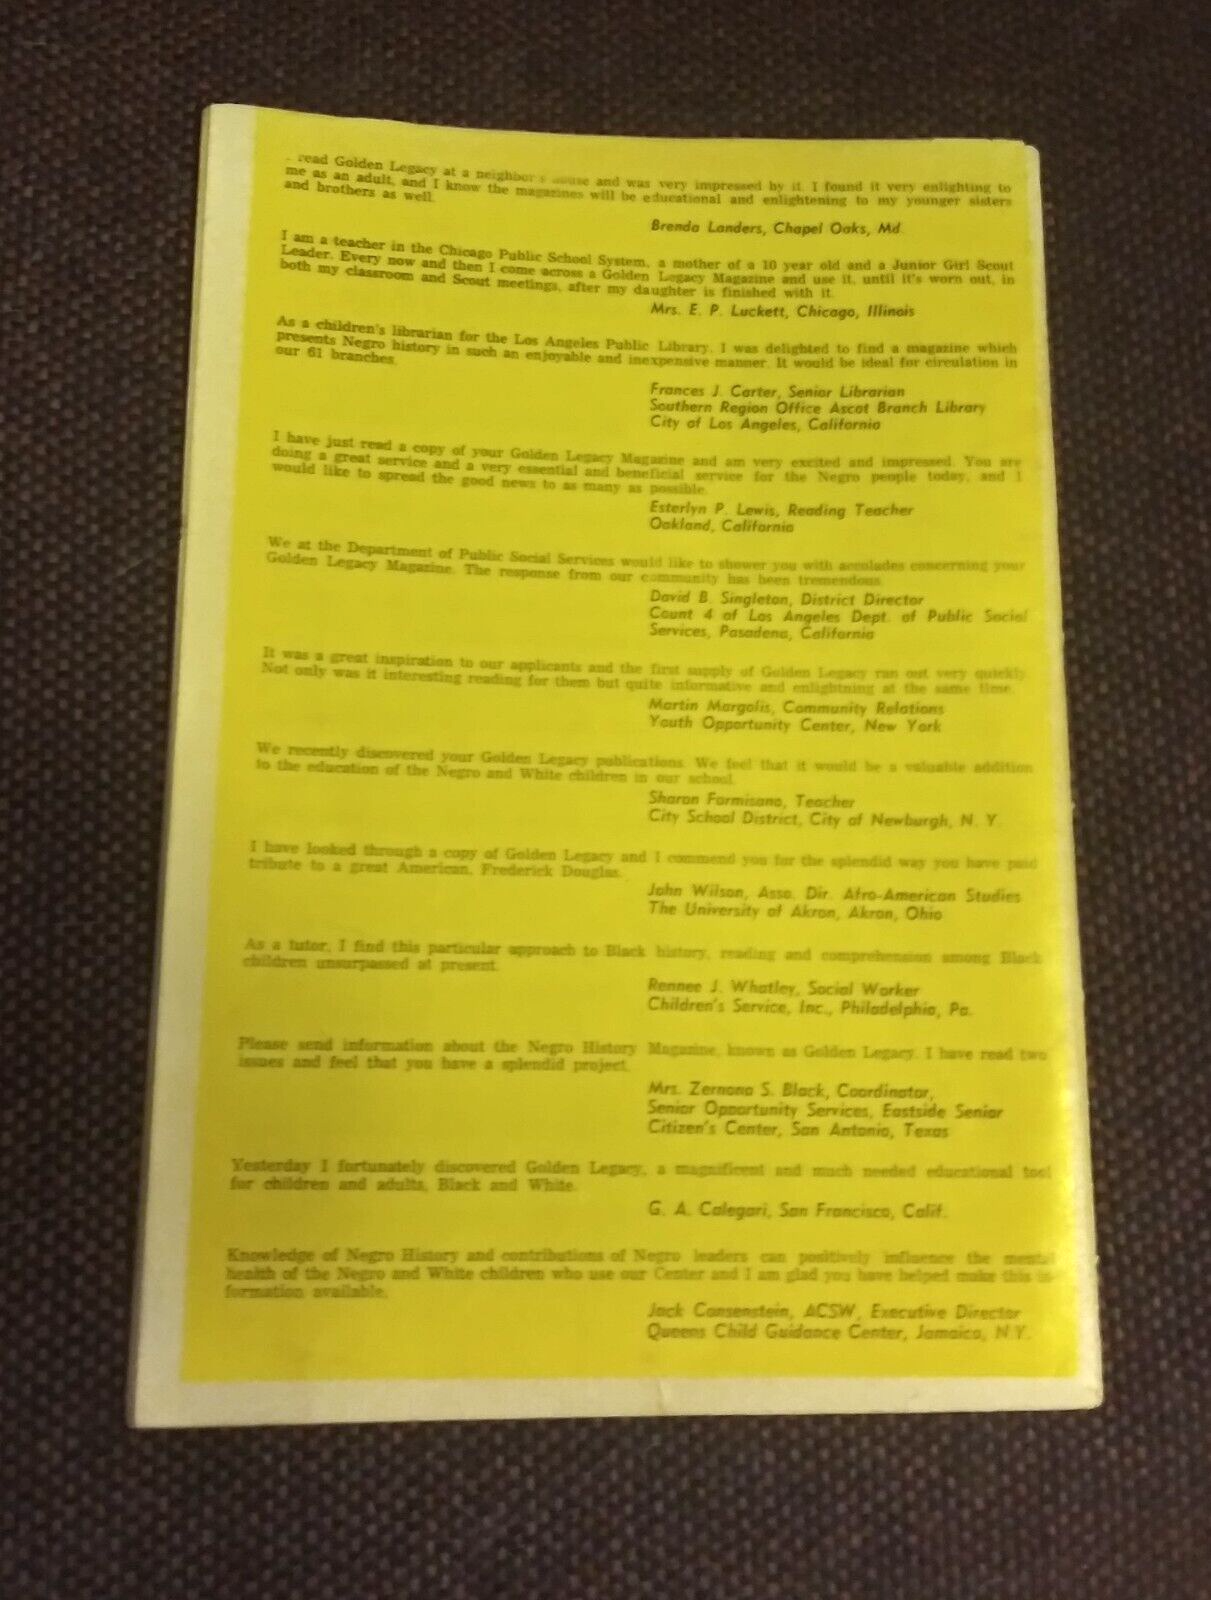 read Golden Legacy at a neighbor's house and was very impressed by it. I found it very enlighting to
me as an adult, and I know the magazines will be educational and enlightening to my younger sisters
and brothers as well.
Brenda Landers, Chapel Oaks, Md.
I am a teacher in the Chicago Public School System, a mother of a 10 year old and a Junior Girl Scout
Leader. Every now and then I come across a Golden Legacy Magazine and use it, until it's worn out, in
both my classroom and Scout meetings, after my daughter is finished with it.
Mrs. E. P. Luckett, Chicago, Illinois
As a children's librarian for the Los Angeles Public Library, I was delighted to find a magazine which
presents Negro history in such an enjoyable and inexpensive manner. It would be ideal for circulation in
our 61 branches.
Frances J. Carter, Senior Librarian
Southern Region Office Ascot Branch Library
City of Los Angeles, California
I have just read a copy of your Golden Legacy Magazine and am very excited and impressed. You are
doing a great service and a very essential and beneficial service for the Negro people today, and I
would like to spread the good news to as many as possible.
Esterlyn P. Lewis, Reading Teacher
Oakland, California
We at the Department of Public Social Services would like to shower you with accolades concerning your
Golden Legacy Magazine. The response from our community has been tremendous.
David B. Singleton, District Director
Count 4 of Los Angeles Dept. of Public Social
Services, Pasadena, California
It was a great inspiration to our applicants and the first supply of Golden Legacy ran out very quickly.
Not only was it interesting reading for them but quite informative and enlightning at the same time.
Martin Margolis, Community Relations
Youth Opportunity Center, New York
We recently discovered your Golden Legacy publications. We feel that it would be a valuable addition
to the education of the Negro and White children in our school.
Sharon Formisano, Teacher
City School District, City of Newburgh, N. Y.
I have looked through a copy of Golden Legacy and I commend you for the splendid way you have paid
tribute to a great American, Frederick Douglas.
John Wilson, Asso. Dir. Afro-American Studies
The University of Akron, Akron, Ohio
As a tutor, I find this particular approach to Black history, reading and comprehension among Black
children unsurpassed at present.
Rennee J. Whatley, Social Worker
Children's Service, Inc., Philadelphia, Pa.
Please send information about the Negro History Magazine, known as Golden Legacy. I have read two
issues and feel that you have a splendid project.
Mrs. Zernona S. Black, Coordinator,
Senior Opportunity Services, Eastside Senior
Citizen's Center, San Antonio, Texas
Yesterday I fortunately discovered Golden Legacy, a magnificent and much needed educational tool
for children and adults, Black and White.
G. A. Calegari, San Francisco, Calif.
Knowledge of Negro History and contributions of Negro leaders can positively influence the mental
health of the Negro and White children who use our Center and I am glad you have helped make this in-
formation available.
Jack Consenstein, ACSW, Executive Director
Queens Child Guidance Center, Jamaica, N.Y.